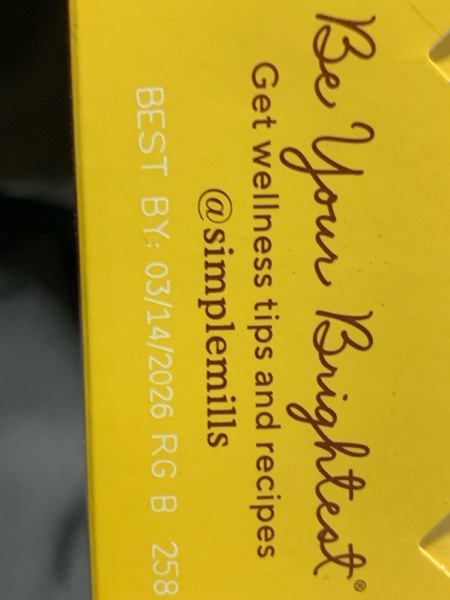 Be Your Brightest®
Get wellness tips and recipes
@simplemills
BEST BY: 03/14/2026 RG B 258